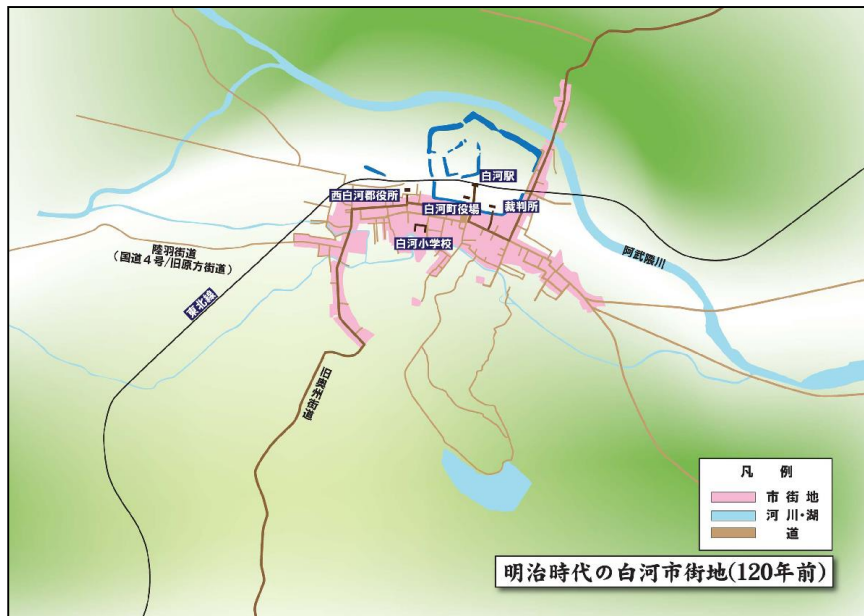 白河駅
西白河郡役所
白河町役場
裁判所
白河小学校
陸羽街道
（国道４号/旧原方街道）
阿武隈川
東北線
旧奥州街道
凡 例
市街地
河川・湖
道
明治時代の白河市街地(120年前)